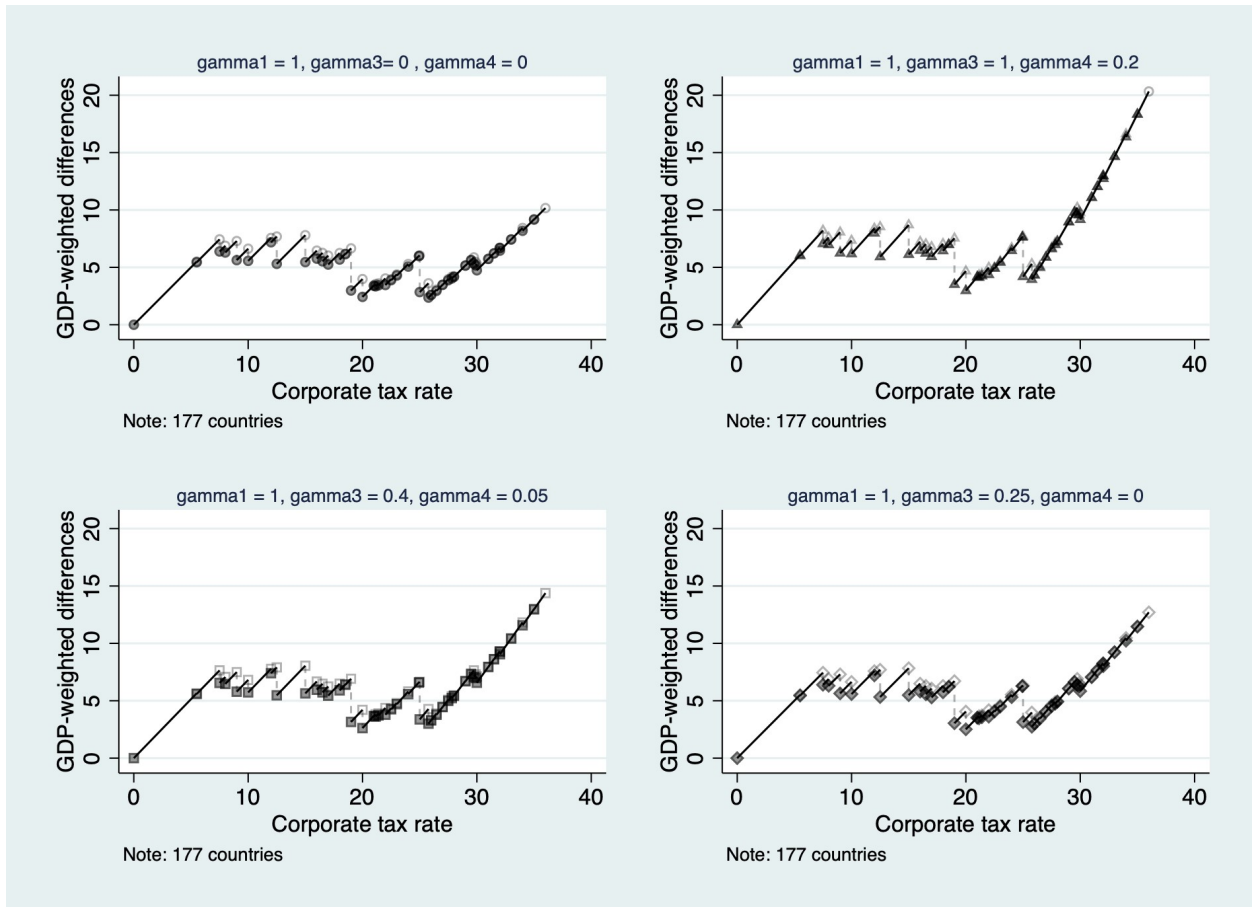 gamma1 = 1, gamma3= 0 , gamma4 = 0
GDP-weighted differences
20
15
10
5
0
0 10 20 30 40
Corporate tax rate
Note: 177 countries
gamma1 = 1, gamma3 = 1, gamma4 = 0.2
GDP-weighted differences
20
15
10
5
0
0 10 20 30 40
Corporate tax rate
Note: 177 countries
gamma1 = 1, gamma3 = 0.4, gamma4 = 0.05
GDP-weighted differences
20
15
10
5
0
0 10 20 30 40
Corporate tax rate
Note: 177 countries
gamma1 = 1, gamma3 = 0.25, gamma4 = 0
GDP-weighted differences
20
15
10
5
0
0 10 20 30 40
Corporate tax rate
Note: 177 countries